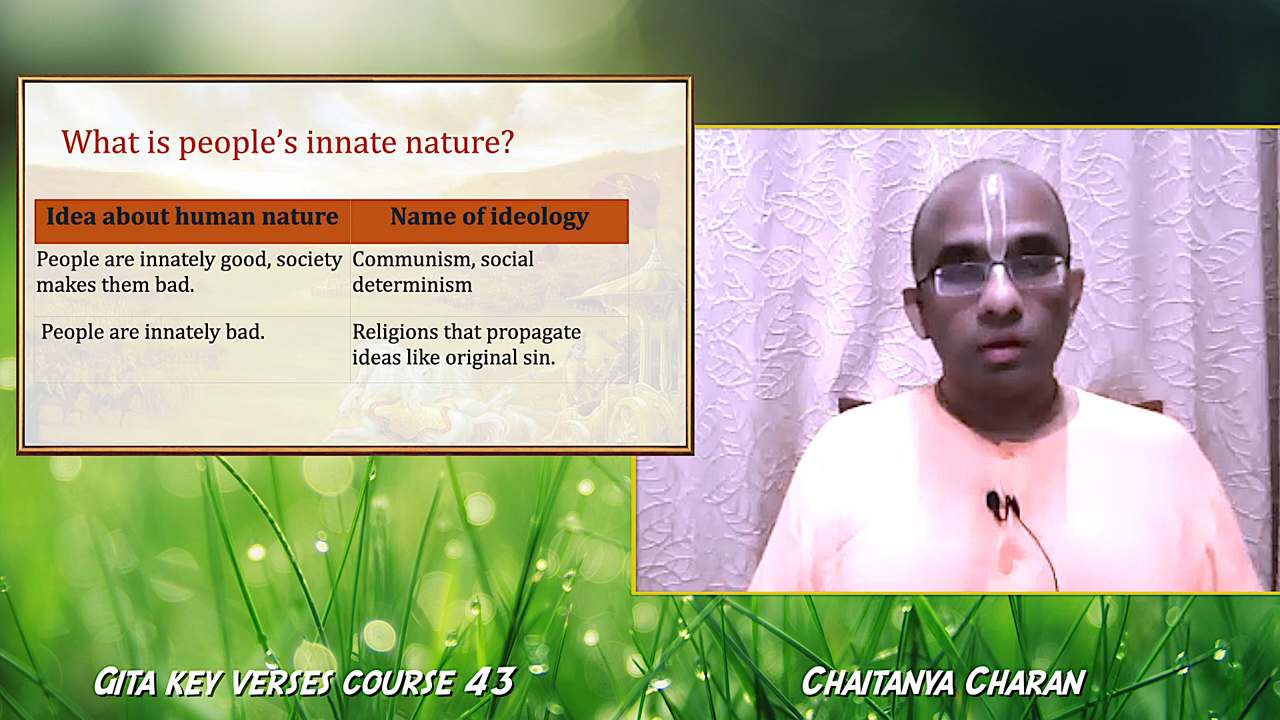 What is people's innate nature?
Idea about human nature
Name of ideology
People are innately good, society
makes them bad.
Communism, social
determinism
People are innately bad.
Religions that propagate
ideas like original sin.
Gita key verses course 43
Chaitanya Charan